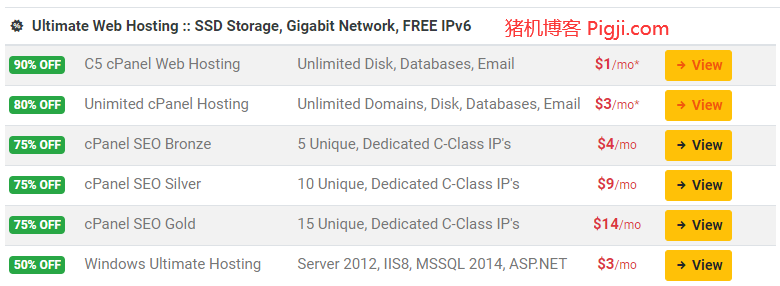 Ultimate Web Hosting :: SSD Storage, Gigabit Network, FREE IPv6 猪机博客 Pigji.com
90% OFF C5 cPanel Web Hosting Unlimited Disk, Databases, Email $1/mo* → View
80% OFF Unimited cPanel Hosting Unlimited Domains, Disk, Databases, Email $3/mo* → View
75% OFF cPanel SEO Bronze 5 Unique, Dedicated C-Class IP's $4/mo → View
75% OFF cPanel SEO Silver 10 Unique, Dedicated C-Class IP's $9/mo → View
75% OFF cPanel SEO Gold 15 Unique, Dedicated C-Class IP's $14/mo → View
50% OFF Windows Ultimate Hosting Server 2012, IIS8, MSSQL 2014, ASP.NET $3/mo → View